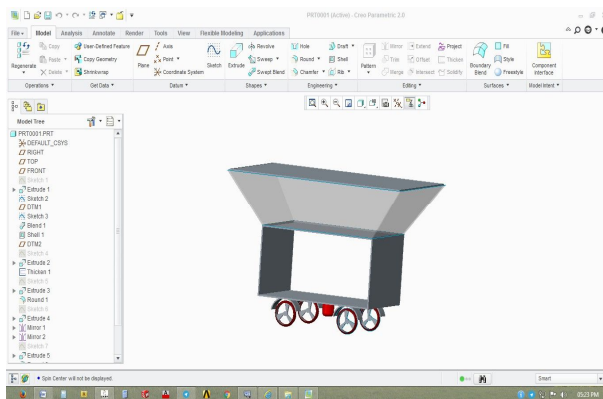 PRT0001 (Active) - Creo Parametric 2.0
File Model Analysis Annotate Render Tools View Flexible Modeling Applications
Regenerate
Copy
Paste
Delete
User-Defined Feature
Copy Geometry
Shrinkwrap
Plane
Axis
Point
Coordinate System
Sketch
Extrude
Revolve
Sweep
Swept Blend
Hole
Round
Chamfer
Draft
Shell
Rib
Pattern
Mirror
Trim
Merge
Extend
Offset
Intersect
Project
Thicken
Solidify
Boundary Blend
Fill
Style
Freestyle
Component Interface
Operations Get Data Datum Shapes Engineering Editing Surfaces Model Intent
Model Tree
PRT0001.PRT
DEFAULT_CSYS
RIGHT
TOP
FRONT
Sketch 1
Extrude 1
Sketch 2
DTM1
Sketch 3
Blend 1
Shell 1
DTM2
Sketch 4
Extrude 2
Thicken 1
Sketch 5
Extrude 3
Round 1
Sketch 6
Extrude 4
Mirror 1
Mirror 2
Sketch 7
Extrude 5
• Spin Center will not be displayed.
Smart
05:23 PM